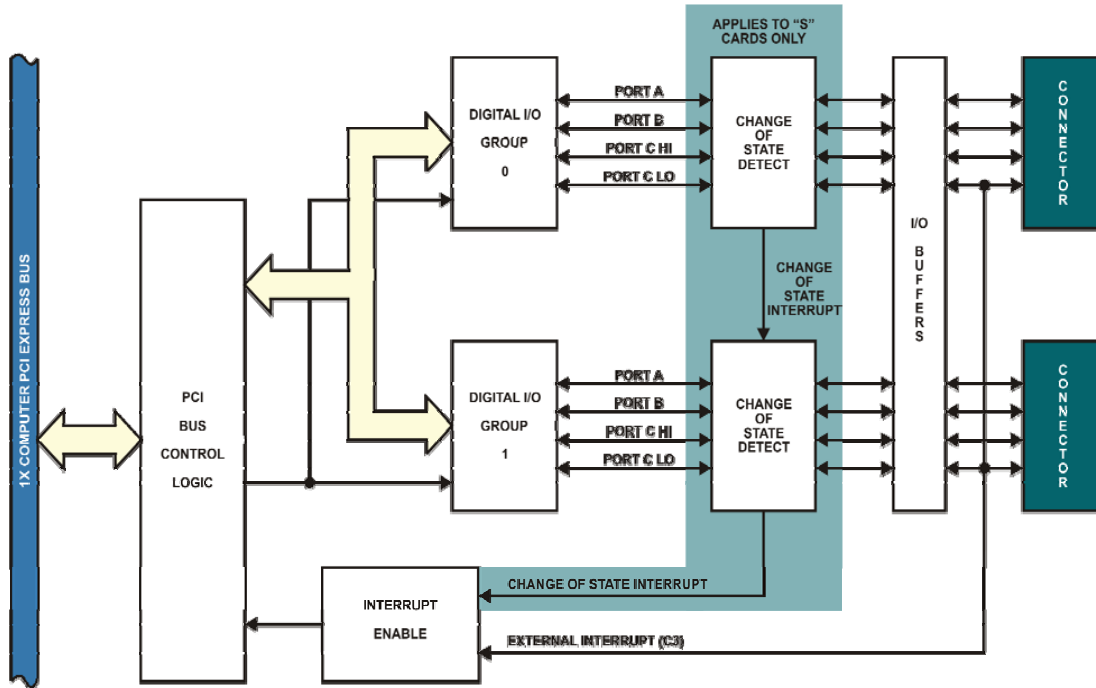 APPLIES TO “S”
CARDS ONLY
1X COMPUTER PCI EXPRESS BUS
PCI
BUS
CONTROL
LOGIC
DIGITAL I/O
GROUP
0
PORT A
PORT B
PORT C HI
PORT C LO
CHANGE
OF
STATE
DETECT
I/O
BUFFERS
CONNECTOR
CHANGE
OF
STATE
INTERRUPT
DIGITAL I/O
GROUP
1
PORT A
PORT B
PORT C HI
PORT C LO
CHANGE
OF
STATE
DETECT
CONNECTOR
INTERRUPT
ENABLE
CHANGE OF STATE INTERRUPT
EXTERNAL INTERRUPT (C3)